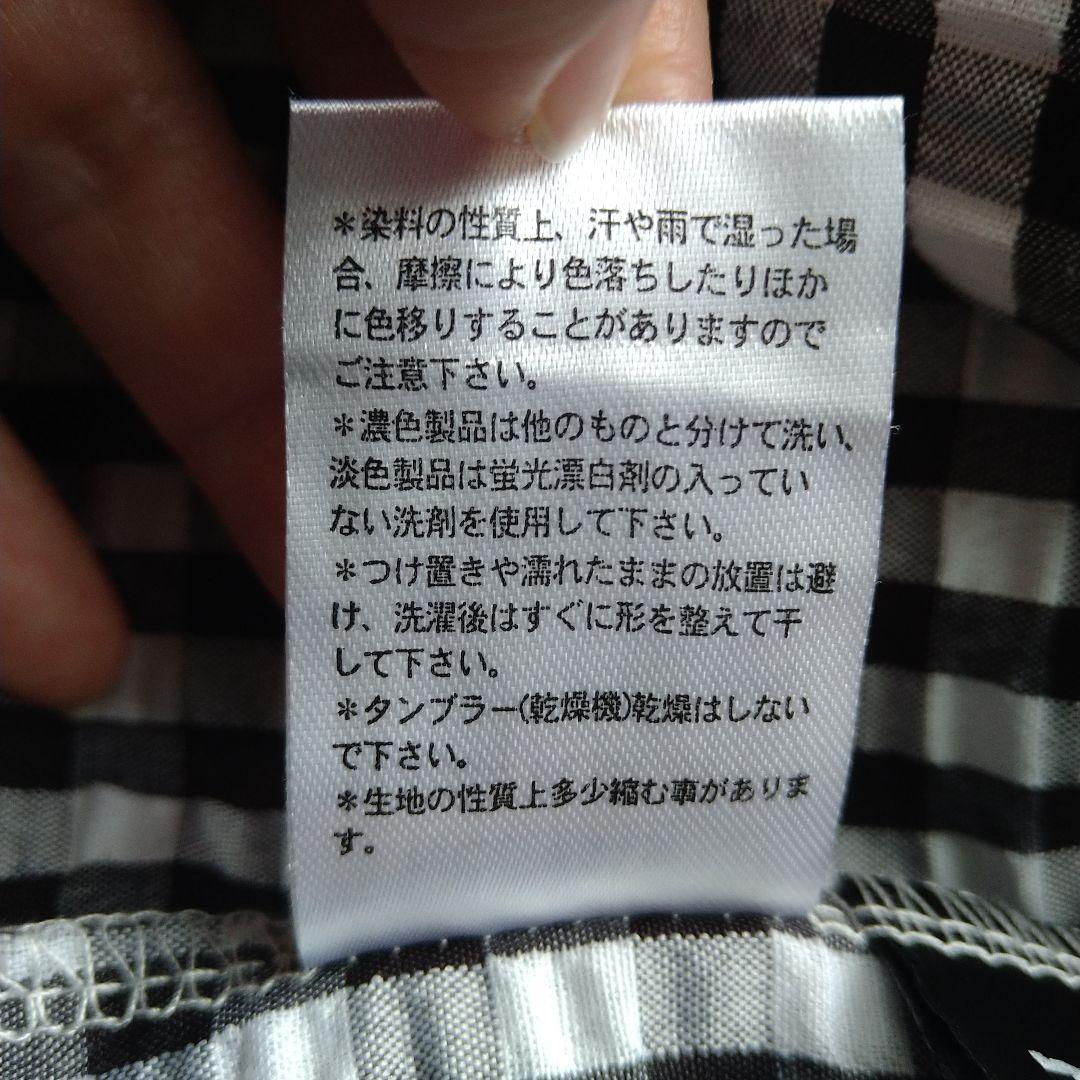 *染料の性質上、汗や雨で湿った場
合、摩擦により色落ちしたりほか
に色移りすることがありますので
ご注意下さい。
*濃色製品は他のものと分けて洗い、
淡色製品は蛍光漂白剤の入ってい
ない洗剤を使用して下さい。
*つけ置きや濡れたままの放置は避
け、洗濯後はすぐに形を整えて干
して下さい。
*タンブラー(乾燥機)乾燥はしない
で下さい。
*生地の性質上多少縮む事がありま
す。